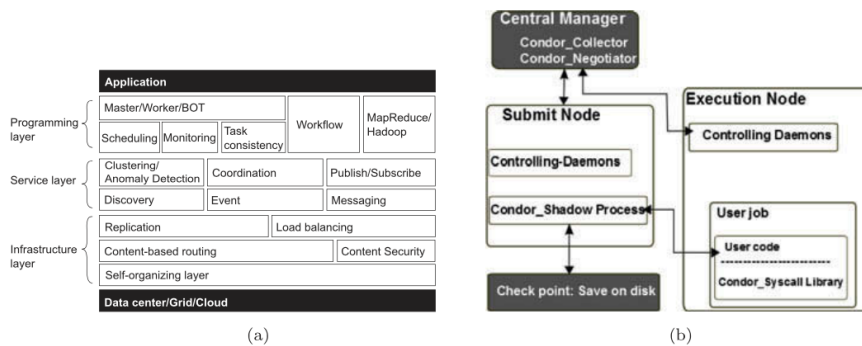 Application
Programming
layer
Master/Worker/BOT
Scheduling
Monitoring
Task
consistency
Workflow
MapReduce/
Hadoop
Service layer
Clustering/
Anomaly Detection
Coordination
Publish/Subscribe
Discovery
Event
Messaging
Infrastructure
layer
Replication
Load balancing
Content-based routing
Content Security
Self-organizing layer
Data center/Grid/Cloud
(a)
Central Manager
Condor_Collector
Condor_Negotiator
Submit Node
Controlling-Daemons
Condor_Shadow Process
Check point: Save on disk
Execution Node
Controlling Daemons
User job
User code
-------------------------
Condor_Syscall Library
(b)